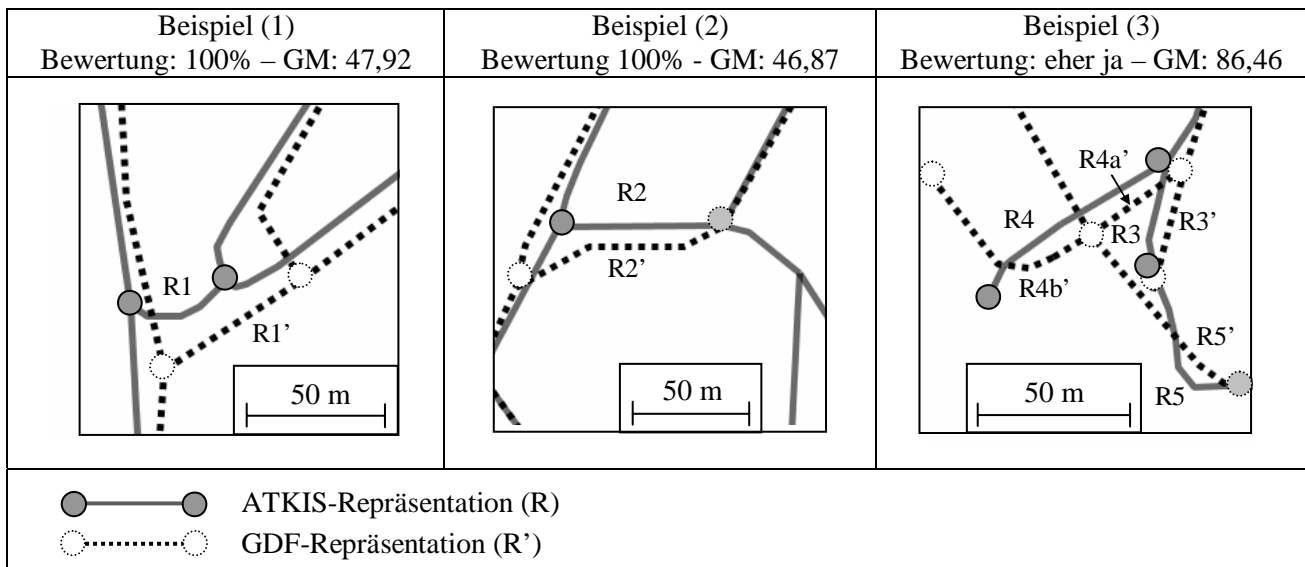 Beispiel (1)
Bewertung: 100% – GM: 47,92
Beispiel (2)
Bewertung 100% - GM: 46,87
Beispiel (3)
Bewertung: eher ja – GM: 86,46
R1
R1’
50 m
R2
R2’
50 m
R4a’
R4
R3
R3’
R4b’
R5’
R5
50 m
ATKIS-Repräsentation (R)
GDF-Repräsentation (R’)